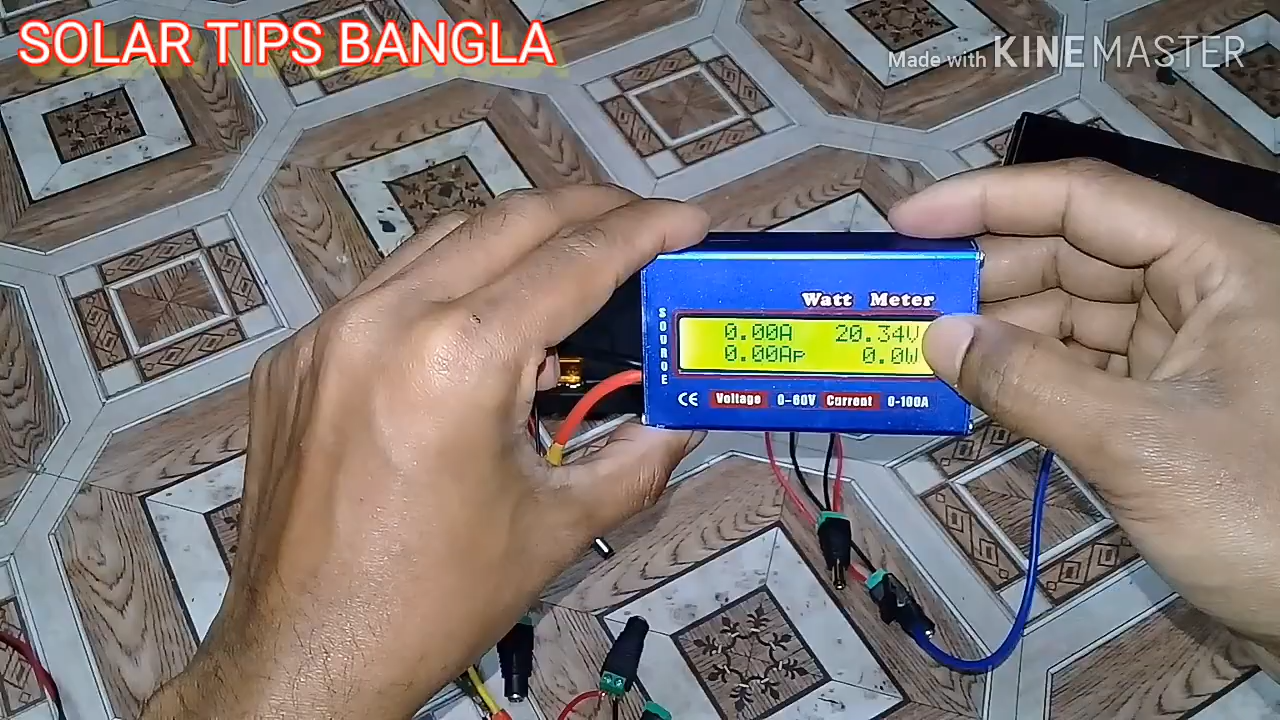 SOLAR TIPS BANGLA
Made with KINEMASTER
Watt Meter
SOURCE
0.00A 20.34V
0.00Ap 0.0W
CE Voltage 0-60V Current 0-100A